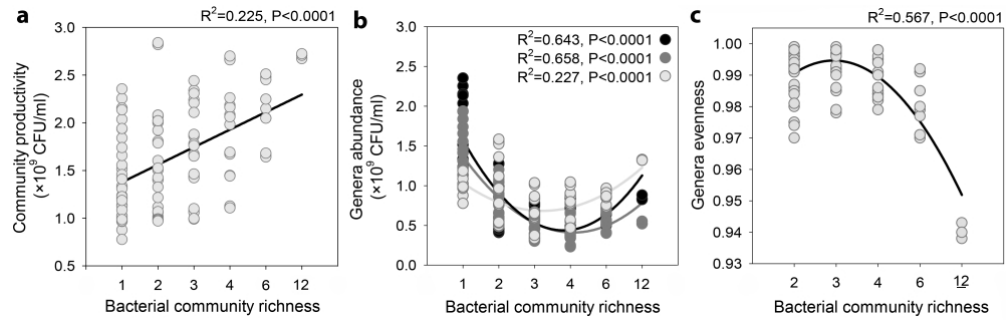 a
R²=0.225, P<0.0001
3.0
2.5
2.0
1.5
1.0
0.5
Community productivity
(×10⁹ CFU/ml)
1 2 3 4 6 12
Bacterial community richness
b
R²=0.643, P<0.0001
R²=0.658, P<0.0001
R²=0.227, P<0.0001
3.0
2.5
2.0
1.5
1.0
0.5
0.0
Genera abundance
(×10⁹ CFU/ml)
1 2 3 4 6 12
Bacterial community richness
c
R²=0.567, P<0.0001
1.00
0.99
0.98
0.97
0.96
0.95
0.94
0.93
Genera evenness
2 3 4 6 12
Bacterial community richness